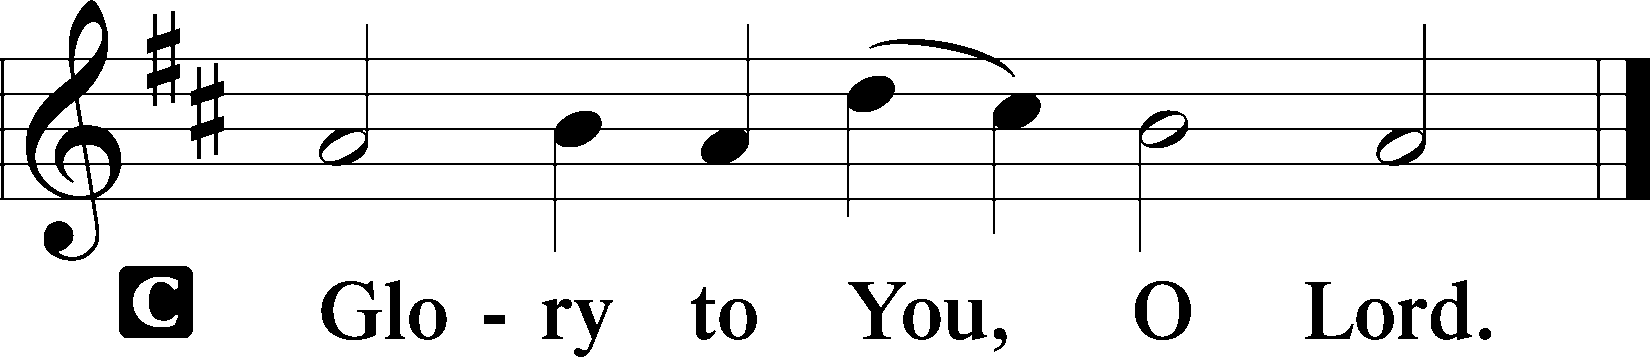 C Glo - ry to You, O Lord.